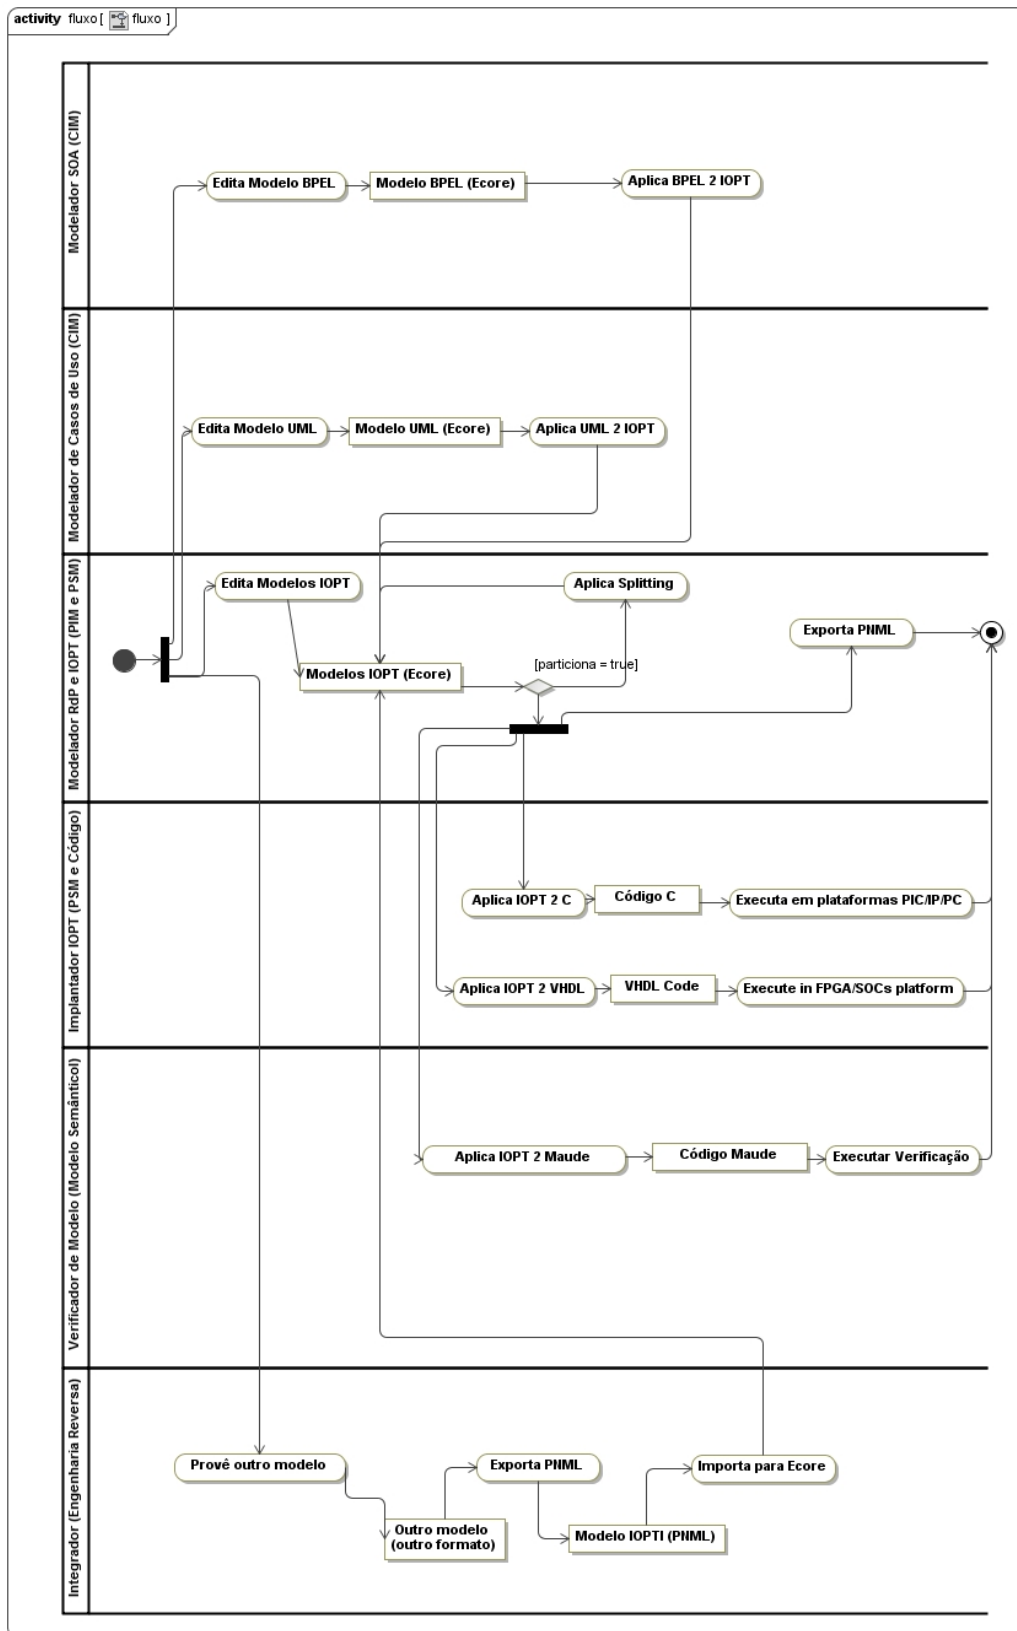 activity fluxo [ fluxo ]
Modelador SOA (CIM)
Edita Modelo BPEL
Modelo BPEL (Ecore)
Aplica BPEL 2 IOPT
Modelador de Casos de Uso (CIM)
Edita Modelo UML
Modelo UML (Ecore)
Aplica UML 2 IOPT
Modelador RdP e IOPT (PIM e PSM)
Edita Modelos IOPT
Aplica Splitting
Exporta PNML
[particiona = true]
Modelos IOPT (Ecore)
Implantador IOPT (PSM e Código)
Aplica IOPT 2 C
Código C
Executa em plataformas PIC/IP/PC
Aplica IOPT 2 VHDL
VHDL Code
Execute in FPGA/SOCs platform
Verificador de Modelo (Modelo Semânticol)
Aplica IOPT 2 Maude
Código Maude
Executar Verificação
Integrador (Engenharia Reversa)
Provê outro modelo
Exporta PNML
Importa para Ecore
Outro modelo
(outro formato)
Modelo IOPTI (PNML)